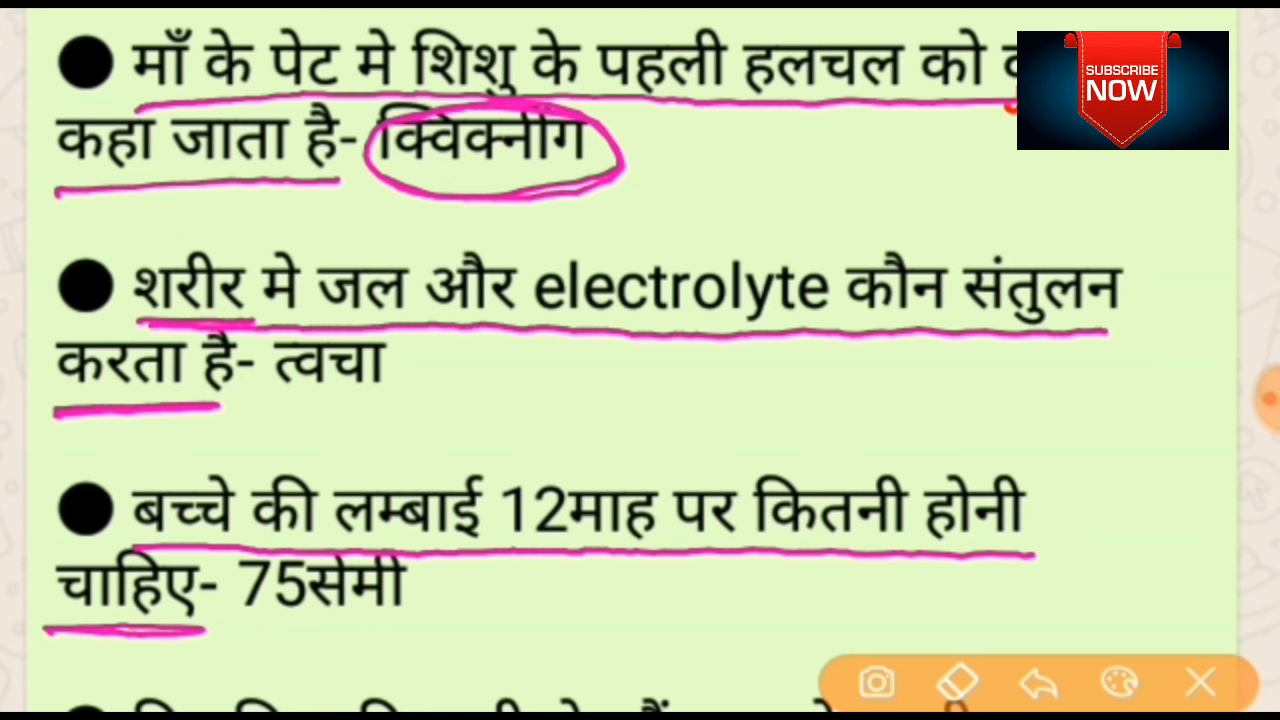 ● माँ के पेट मे शिशु के पहली हलचल को
SUBSCRIBE
NOW
कहा जाता है- क्विक्नीग
● शरीर मे जल और electrolyte कौन संतुलन
करता है- त्वचा
● बच्चे की लम्बाई 12माह पर कितनी होनी
चाहिए- 75सेमी